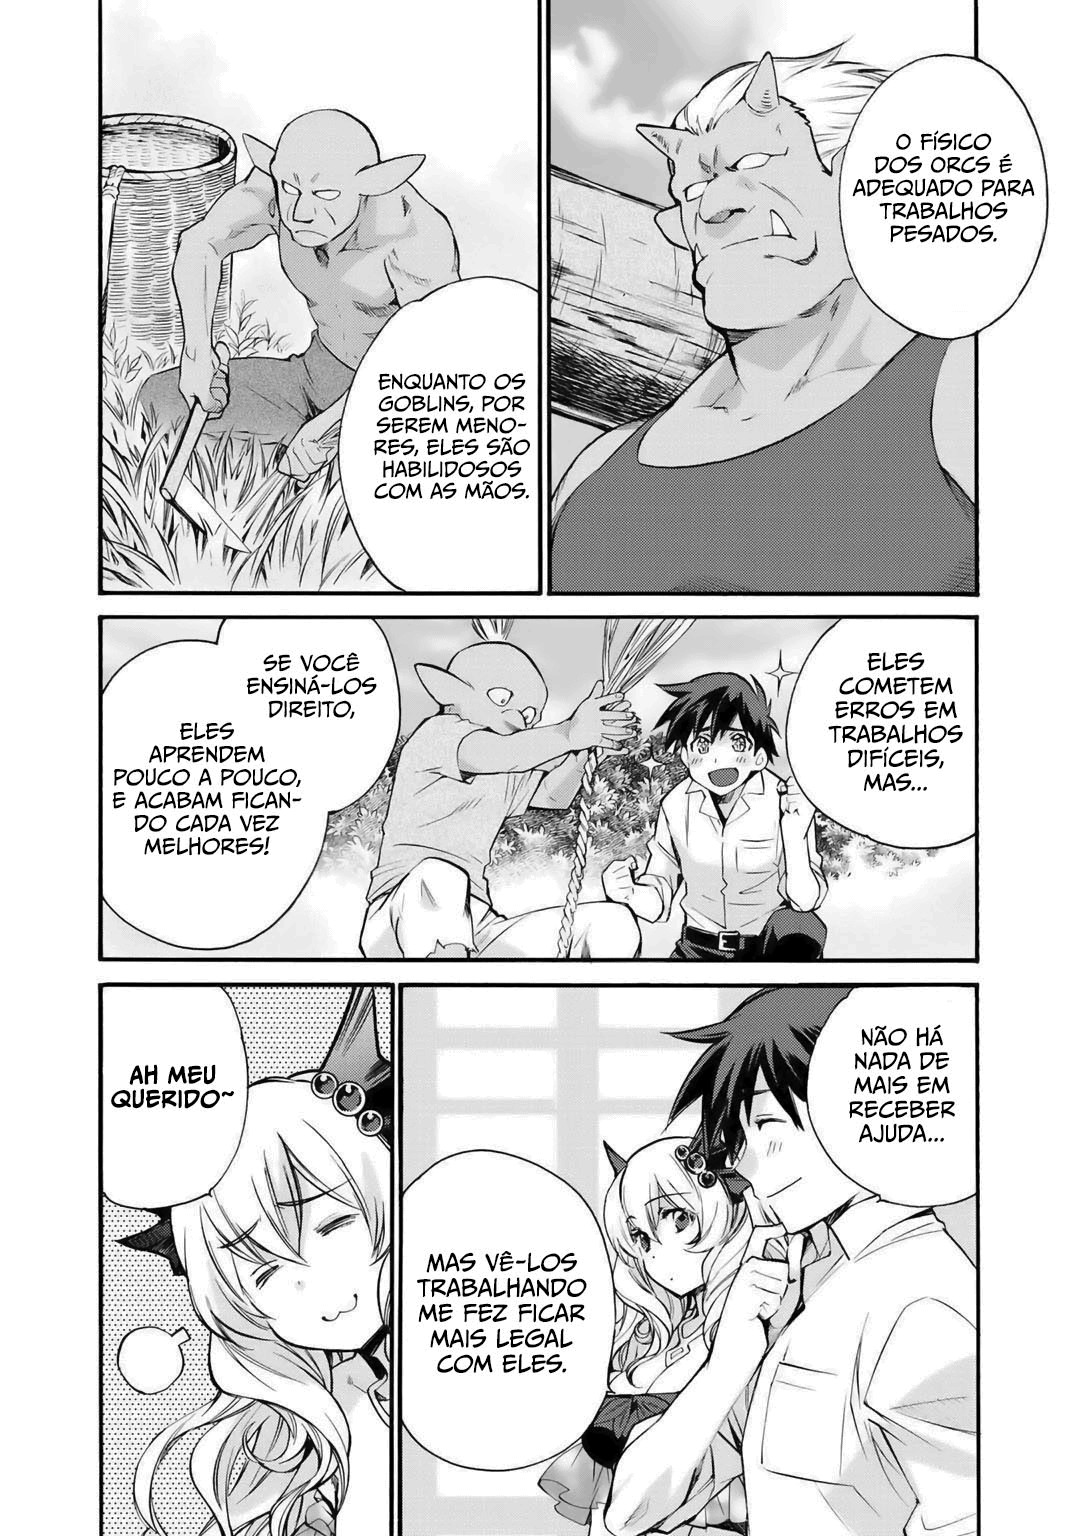 O FÍSICO
DOS ORCS É
ADEQUADO PARA
TRABALHOS
PESADOS.
ENQUANTO OS
GOBLINS, POR
SEREM MENO-
RES, ELES SÃO
HABILIDOSOS
COM AS MÃOS.
ELES
COMETEM
ERROS EM
TRABALHOS
DIFÍCEIS,
MAS...
SE VOCÊ
ENSINÁ-LOS
DIREITO,
ELES
APRENDEM
POUCO A POUCO,
E ACABAM FICAN-
DO CADA VEZ
MELHORES!
NÃO HÁ
NADA DE
MAIS EM
RECEBER
AJUDA...
MAS VÊ-LOS
TRABALHANDO
ME FEZ FICAR
MAIS LEGAL
COM ELES.
AH MEU
QUERIDO~